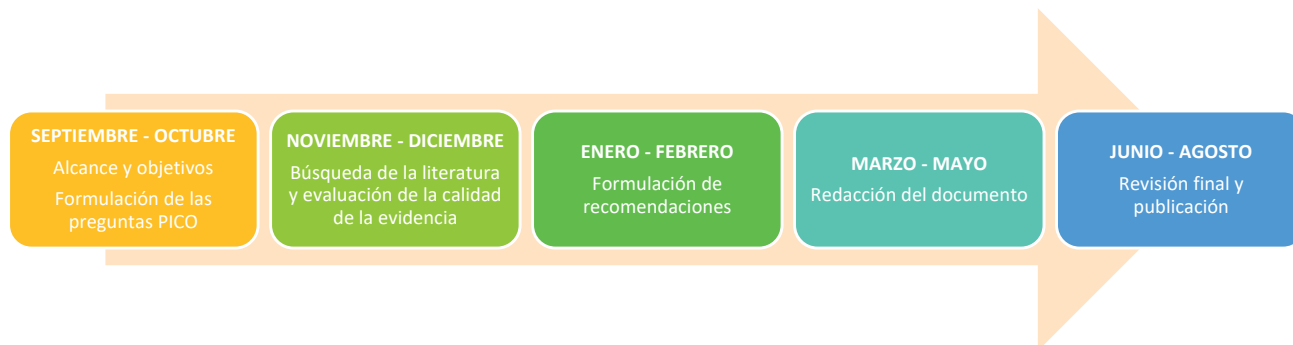 SEPTIEMBRE - OCTUBRE
Alcance y objetivos
Formulación de las
preguntas PICO
NOVIEMBRE - DICIEMBRE
Búsqueda de la literatura
y evaluación de la calidad
de la evidencia
ENERO - FEBRERO
Formulación de
recomendaciones
MARZO - MAYO
Redacción del documento
JUNIO - AGOSTO
Revisión final y
publicación